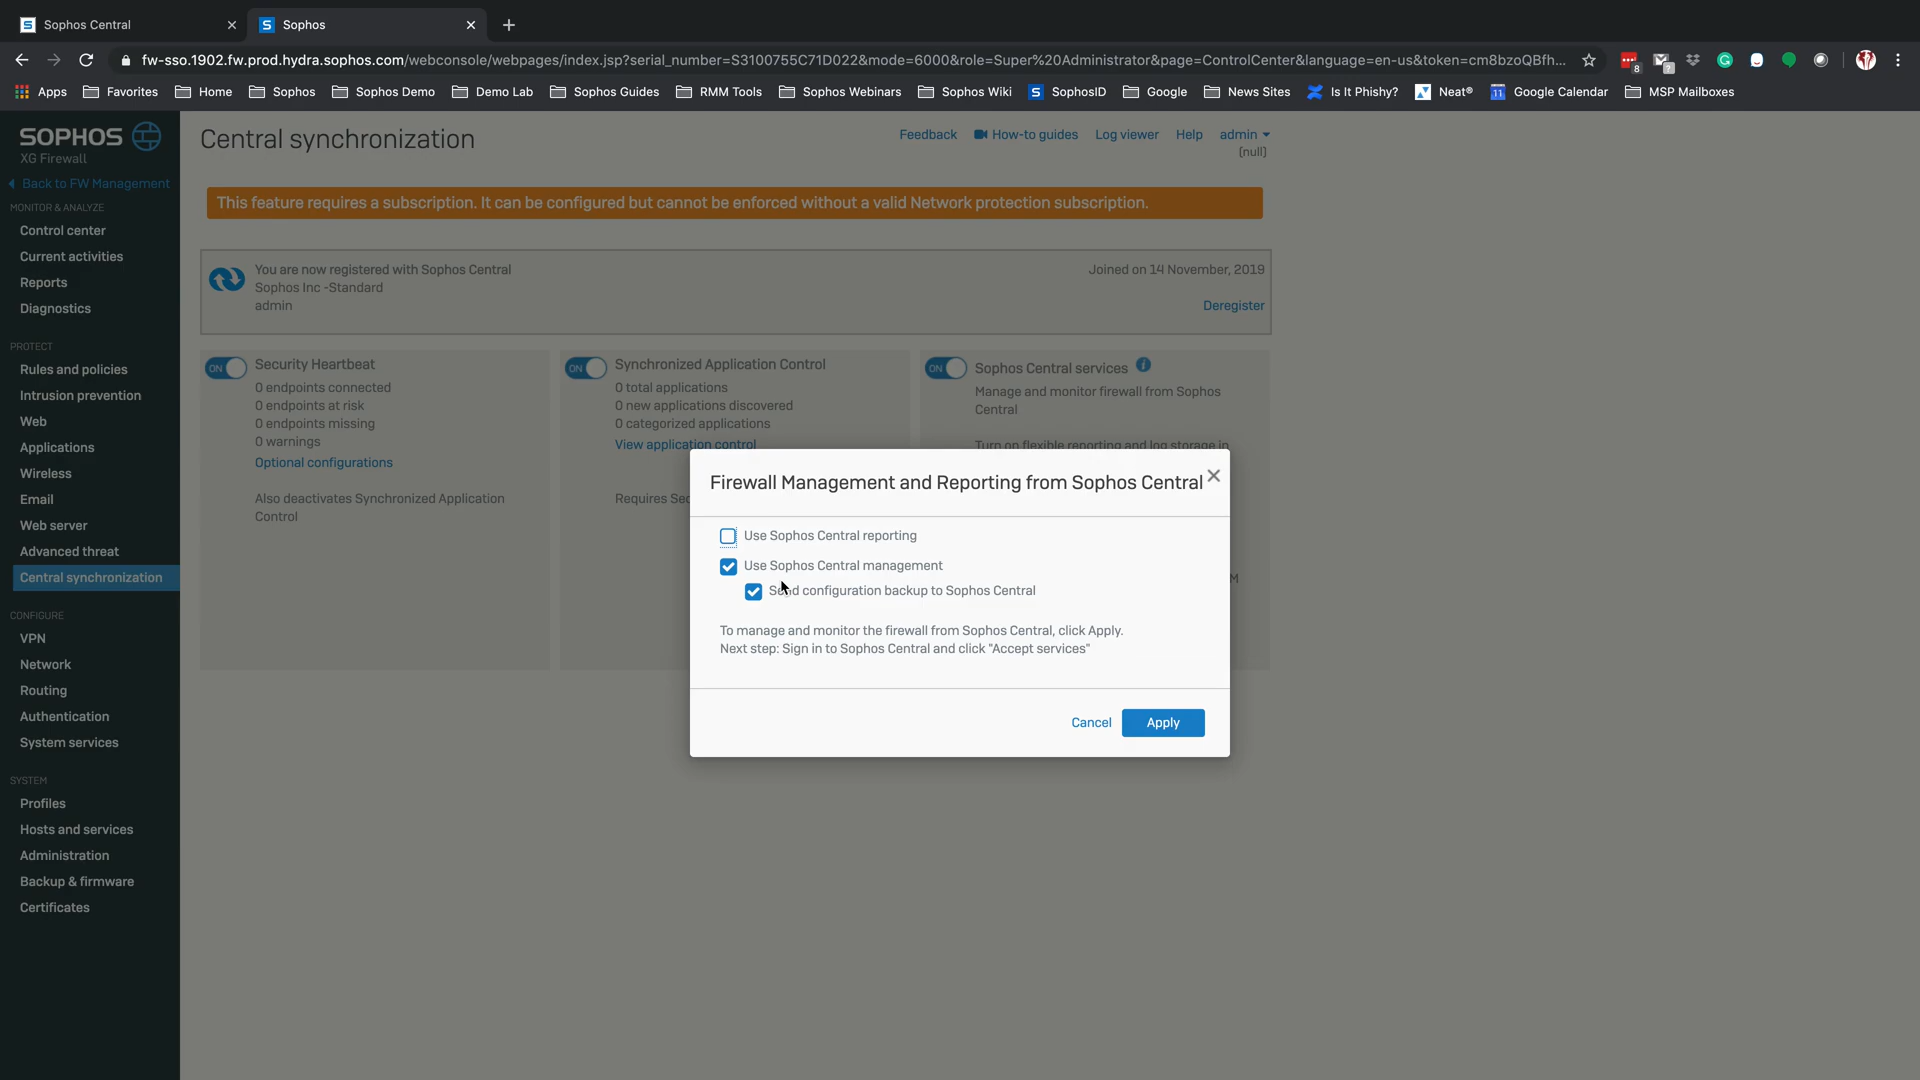 Sophos Central
Sophos
fw-sso.1902.fw.prod.hydra.sophos.com/webconsole/webpages/index.jsp?serial_number=S3100755C71D022&mode=6000&role=Super%20Administrator&page=ControlCenter&language=en-us&token=cm8bzoQBfh...
8
?
Apps Favorites Home Sophos Sophos Demo Demo Lab Sophos Guides RMM Tools Sophos Webinars Sophos Wiki SophosID Google News Sites Is It Phishy? Neat® Google Calendar MSP Mailboxes
SOPHOS
XG Firewall
Back to FW Management
MONITOR & ANALYZE
Control center
Current activities
Reports
Diagnostics
PROTECT
Rules and policies
Intrusion prevention
Web
Applications
Wireless
Email
Web server
Advanced threat
Central synchronization
CONFIGURE
VPN
Network
Routing
Authentication
System services
SYSTEM
Profiles
Hosts and services
Administration
Backup & firmware
Certificates
Central synchronization
Feedback How-to guides Log viewer Help admin
(null)
This feature requires a subscription. It can be configured but cannot be enforced without a valid Network protection subscription.
You are now registered with Sophos Central
Sophos Inc -Standard
admin
Joined on 14 November, 2019
Deregister
ON Security Heartbeat
0 endpoints connected
0 endpoints at risk
0 endpoints missing
0 warnings
Optional configurations
Also deactivates Synchronized Application
Control
ON Synchronized Application Control
0 total applications
0 new applications discovered
0 categorized applications
View application control
Requires Sec
ON Sophos Central services
Manage and monitor firewall from Sophos
Central
Turn on flexible reporting and log storage in
M
Firewall Management and Reporting from Sophos Central
Use Sophos Central reporting
Use Sophos Central management
Send configuration backup to Sophos Central
To manage and monitor the firewall from Sophos Central, click Apply.
Next step: Sign in to Sophos Central and click "Accept services"
Cancel Apply